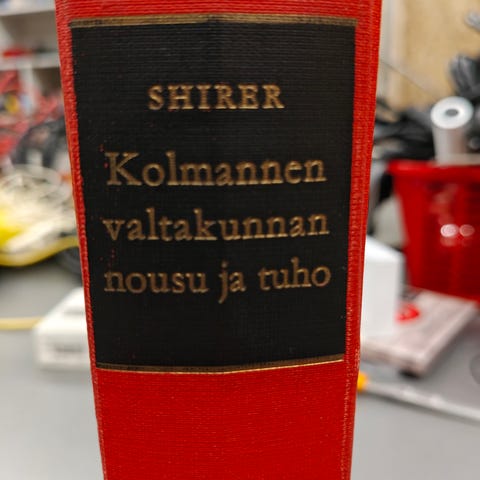 SHIRER
Kolmannen
valtakunnan
nousu ja tuho